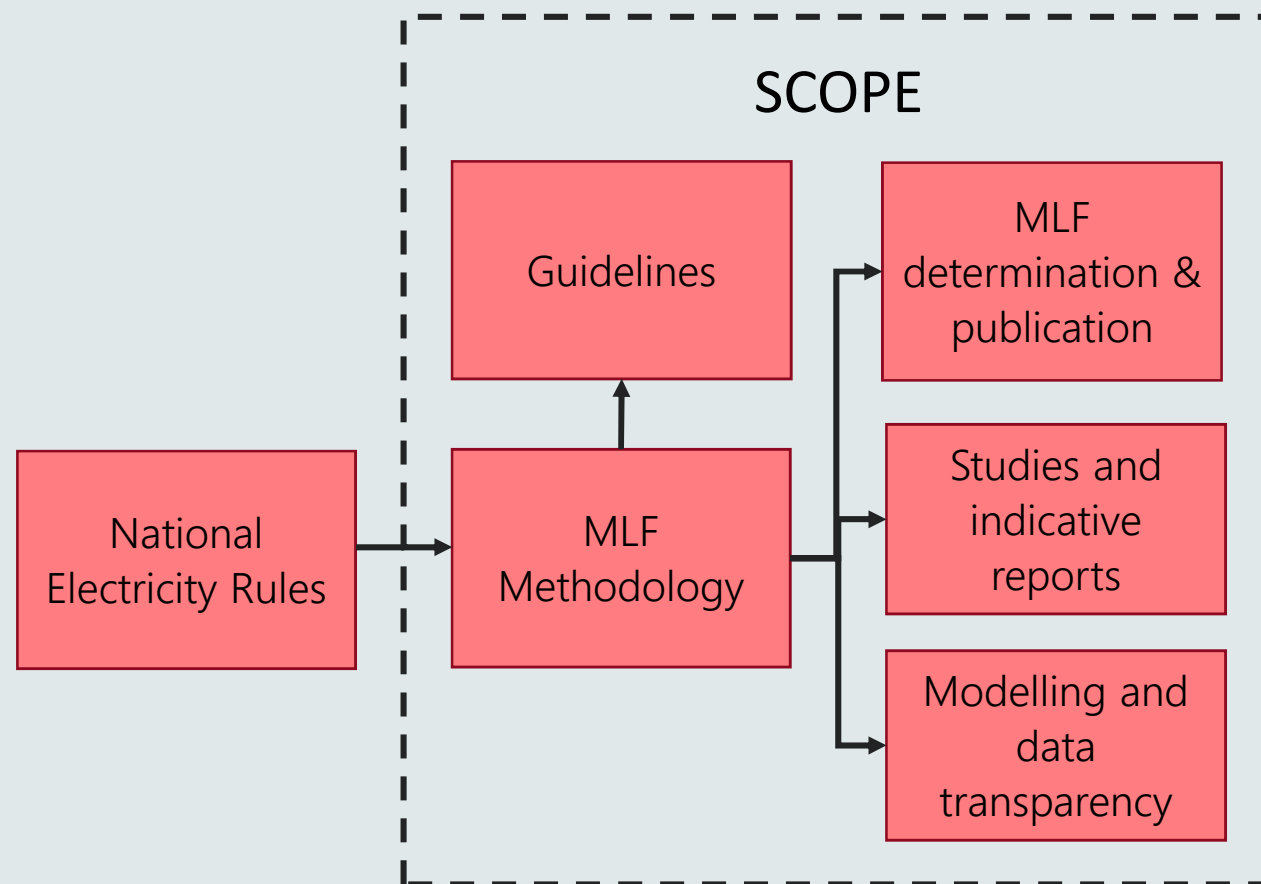 SCOPE
Guidelines
MLF
determination &
publication
National
Electricity Rules
MLF
Methodology
Studies and
indicative
reports
Modelling and
data
transparency